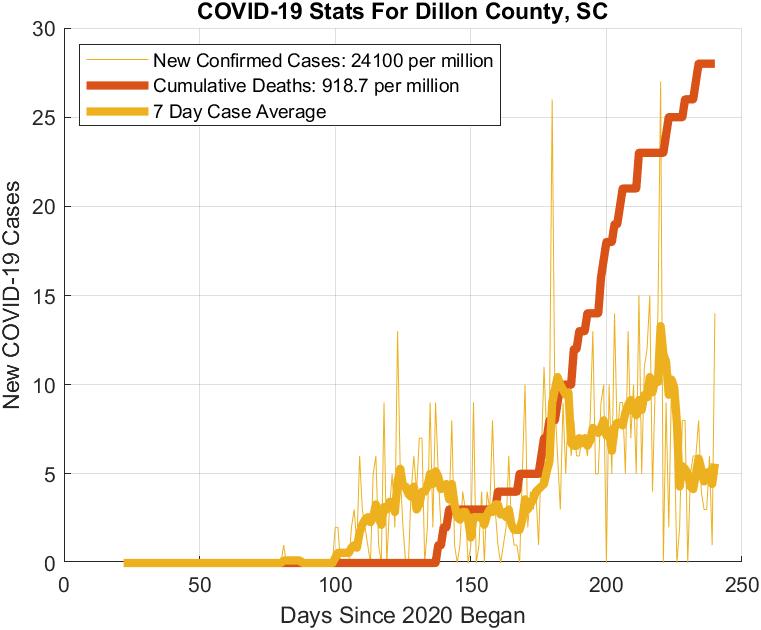 COVID-19 Stats For Dillon County, SC
New Confirmed Cases: 24100 per million
Cumulative Deaths: 918.7 per million
7 Day Case Average
New COVID-19 Cases
30
25
20
15
10
5
0
0 50 100 150 200 250
Days Since 2020 Began